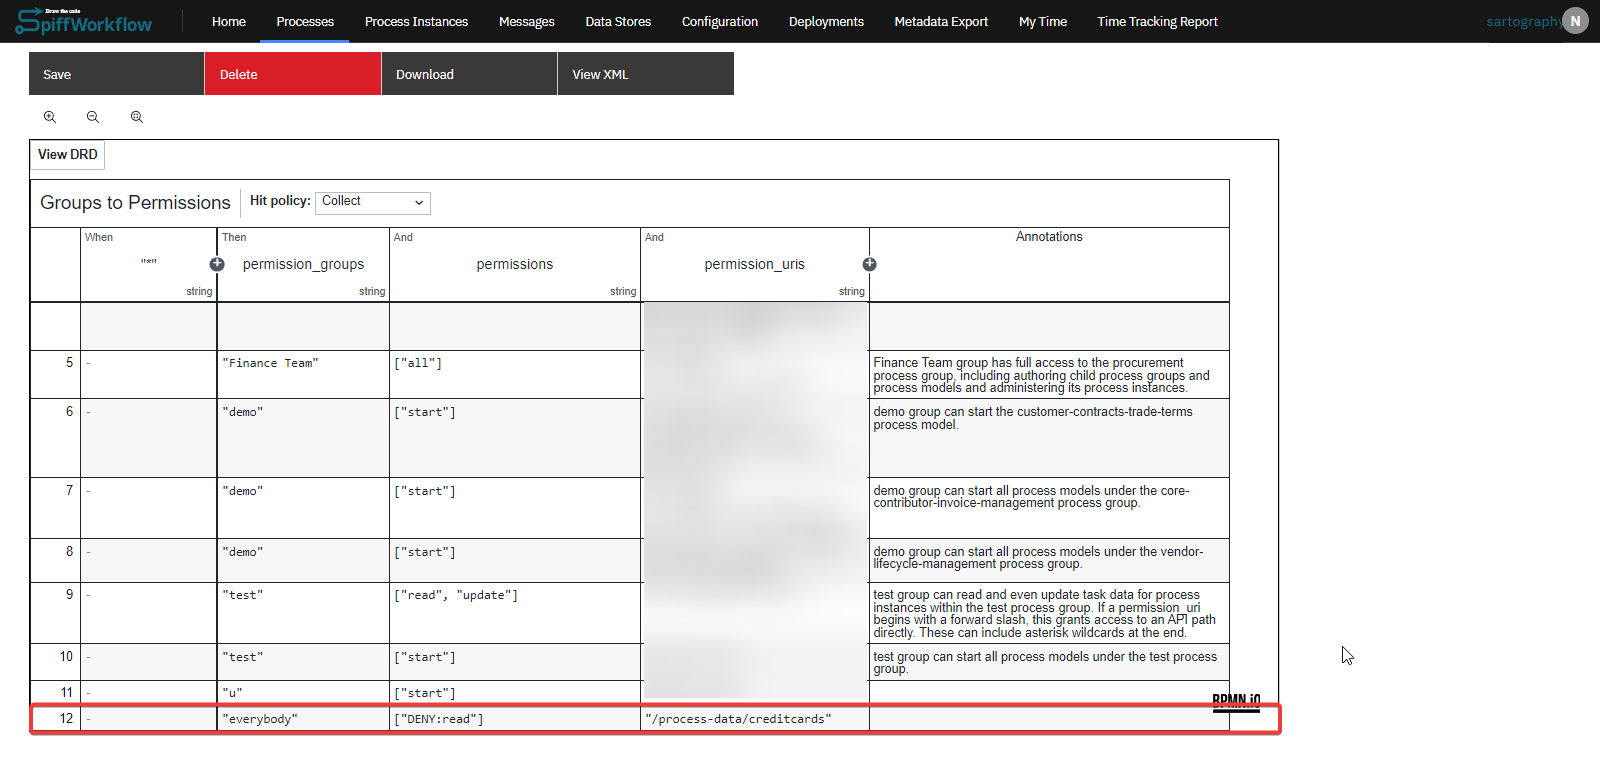 Draw the code
SpiffWorkflow
Home Processes Process Instances Messages Data Stores Configuration Deployments Metadata Export My Time Time Tracking Report sartography N
Save Delete Download View XML
View DRD
Groups to Permissions Hit policy: Collect
When Then And And Annotations
"*" permission_groups permissions permission_uris
string string string string
5 - "Finance Team" ["all"] Finance Team group has full access to the procurement
process group, including authoring child process groups and
process models and administering its process instances.
6 - "demo" ["start"] demo group can start the customer-contracts-trade-terms
process model.
7 - "demo" ["start"] demo group can start all process models under the core-
contributor-invoice-management process group.
8 - "demo" ["start"] demo group can start all process models under the vendor-
lifecycle-management process group.
9 - "test" ["read", "update"] test group can read and even update task data for process
instances within the test process group. If a permission_uri
begins with a forward slash, this grants access to an API path
directly. These can include asterisk wildcards at the end.
10 - "test" ["start"] test group can start all process models under the test process
group.
11 - "u" ["start"]
BPMN.iO
12 - "everybody" ["DENY:read"] "/process-data/creditcards"